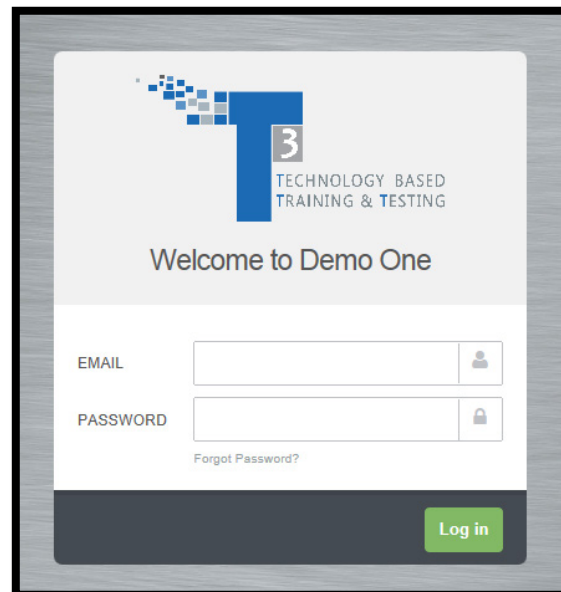 T
3
TECHNOLOGY BASED
TRAINING & TESTING
Welcome to Demo One
EMAIL
PASSWORD
Forgot Password?
Log in